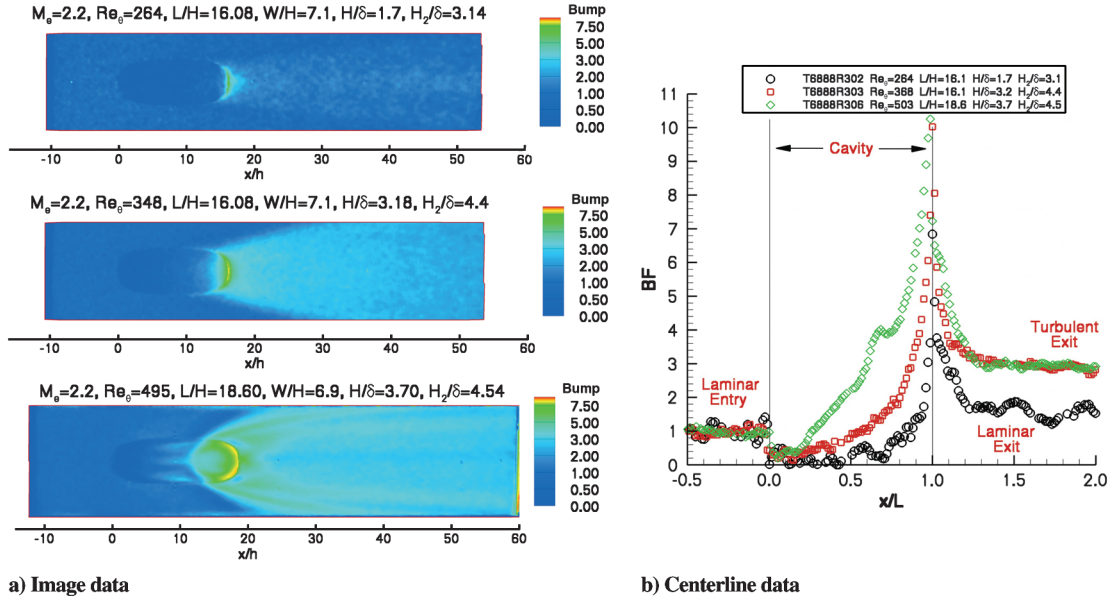 Mₑ=2.2, Re_θ=264, L/H=16.08, W/H=7.1, H/δ=1.7, H₂/δ=3.14
Bump
7.50
5.00
3.00
2.00
1.00
0.50
0.00
-10 0 10 20 30 40 50 60
x/h
Mₑ=2.2, Re_θ=348, L/H=16.08, W/H=7.1, H/δ=3.18, H₂/δ=4.4
Bump
7.50
5.00
3.00
2.00
1.00
0.50
0.00
-10 0 10 20 30 40 50 60
x/h
Mₑ=2.2, Re_θ=495, L/H=18.60, W/H=6.9, H/δ=3.70, H₂/δ=4.54
Bump
7.50
5.00
3.00
2.00
1.00
0.50
0.00
-10 0 10 20 30 40 50 60
x/h
a) Image data
T6888R302 Re_θ=264 L/H=16.1 H/δ=1.7 H₂/δ=3.1
T6888R303 Re_θ=368 L/H=16.1 H/δ=3.2 H₂/δ=4.4
T6888R306 Re_θ=503 L/H=18.6 H/δ=3.7 H₂/δ=4.5
11
10
9
8
7
6
5
4
3
2
1
0
BF
Cavity
Turbulent
Exit
Laminar
Entry
Laminar
Exit
-0.5 0.0 0.5 1.0 1.5 2.0
x/L
b) Centerline data